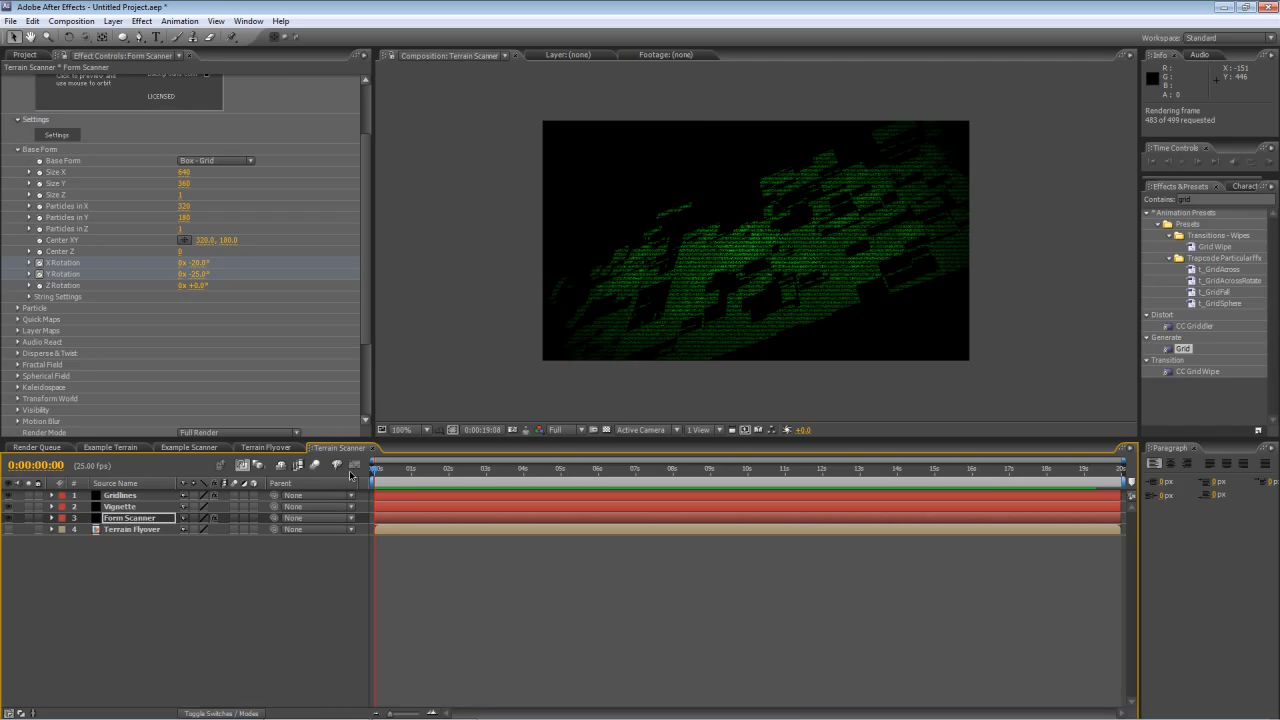 Adobe After Effects - Untitled Project.aep *
File Edit Composition Layer Effect Animation View Window Help
Workspace: Standard
Project Effect Controls: Form Scanner
Composition: Terrain Scanner Layer: (none) Footage: (none)
Info Audio
Terrain Scanner * Form Scanner
Click to preview and
use mouse to orbit
LICENSED
R :
G :
B :
A : 0
X : -151
Y : 446
Rendering frame
483 of 499 requested
Settings
Settings
Base Form
Base Form Box - Grid
Size X 640
Size Y 360
Size Z 1
Particles in X 320
Particles in Y 180
Particles in Z 1
Center XY 320.0, 180.0
Center Z 0
X Rotation 0x -20.0°
Y Rotation 0x -25.0°
Z Rotation 0x +0.0°
String Settings
Particle
Quick Maps
Layer Maps
Audio React
Disperse & Twist
Fractal Field
Spherical Field
Kaleidospace
Transform World
Visibility
Motion Blur
Render Mode Full Render
Time Controls
Effects & Presets Charact
Contains: grid
* Animation Presets
Presets
Transitions - Wipes
Grid Wipe
TrapcodeParticularffx
t_GridAcross
t_GridAcrossRotate
t_GridFall
t_GridSphere
Distort
CC Griddler
Generate
Grid
Transition
CC Grid Wipe
100% 0:00:19:08 Full Active Camera 1 View +0.0
Render Queue Example Terrain Example Scanner Terrain Flyover Terrain Scanner
0:00:00:00 (25.00 fps)
01s 02s 03s 04s 05s 06s 07s 08s 09s 10s 11s 12s 13s 14s 15s 16s 17s 18s 19s 20s
# Source Name Parent
1 Gridlines None
2 Vignette None
3 Form Scanner None
4 Terrain Flyover None
Toggle Switches / Modes
Paragraph
0 px 0 px 0 px
0 px 0 px